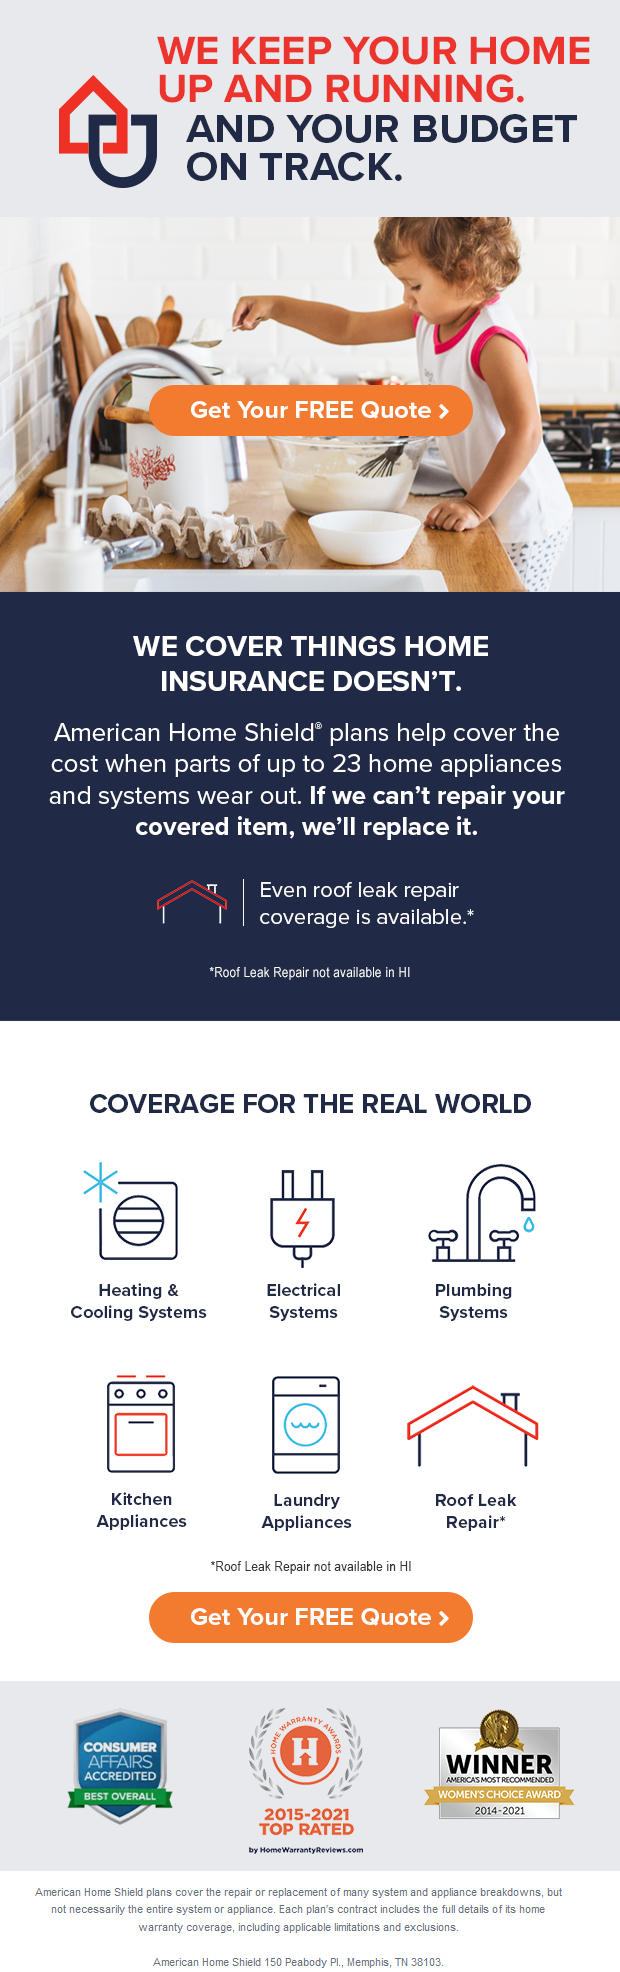 WE KEEP YOUR HOME
UP AND RUNNING.
AND YOUR BUDGET
ON TRACK.
Get Your FREE Quote ›
WE COVER THINGS HOME
INSURANCE DOESN'T.
American Home Shield® plans help cover the
cost when parts of up to 23 home appliances
and systems wear out. If we can't repair your
covered item, we'll replace it.
Even roof leak repair
coverage is available.*
*Roof Leak Repair not available in HI
COVERAGE FOR THE REAL WORLD
Heating &
Cooling Systems
Electrical
Systems
Plumbing
Systems
Kitchen
Appliances
Laundry
Appliances
Roof Leak
Repair*
*Roof Leak Repair not available in HI
Get Your FREE Quote ›
CONSUMER
AFFAIRS
ACCREDITED
BEST OVERALL
HOME WARRANTY AWARDS
H
2015-2021
TOP RATED
by HomeWarrantyReviews.com
WINNER
AMERICA'S MOST RECOMMENDED
WOMEN'S CHOICE AWARD
2014-2021
American Home Shield plans cover the repair or replacement of many system and appliance breakdowns, but
not necessarily the entire system or appliance. Each plan's contract includes the full details of its home
warranty coverage, including applicable limitations and exclusions.
American Home Shield 150 Peabody Pl., Memphis, TN 38103.